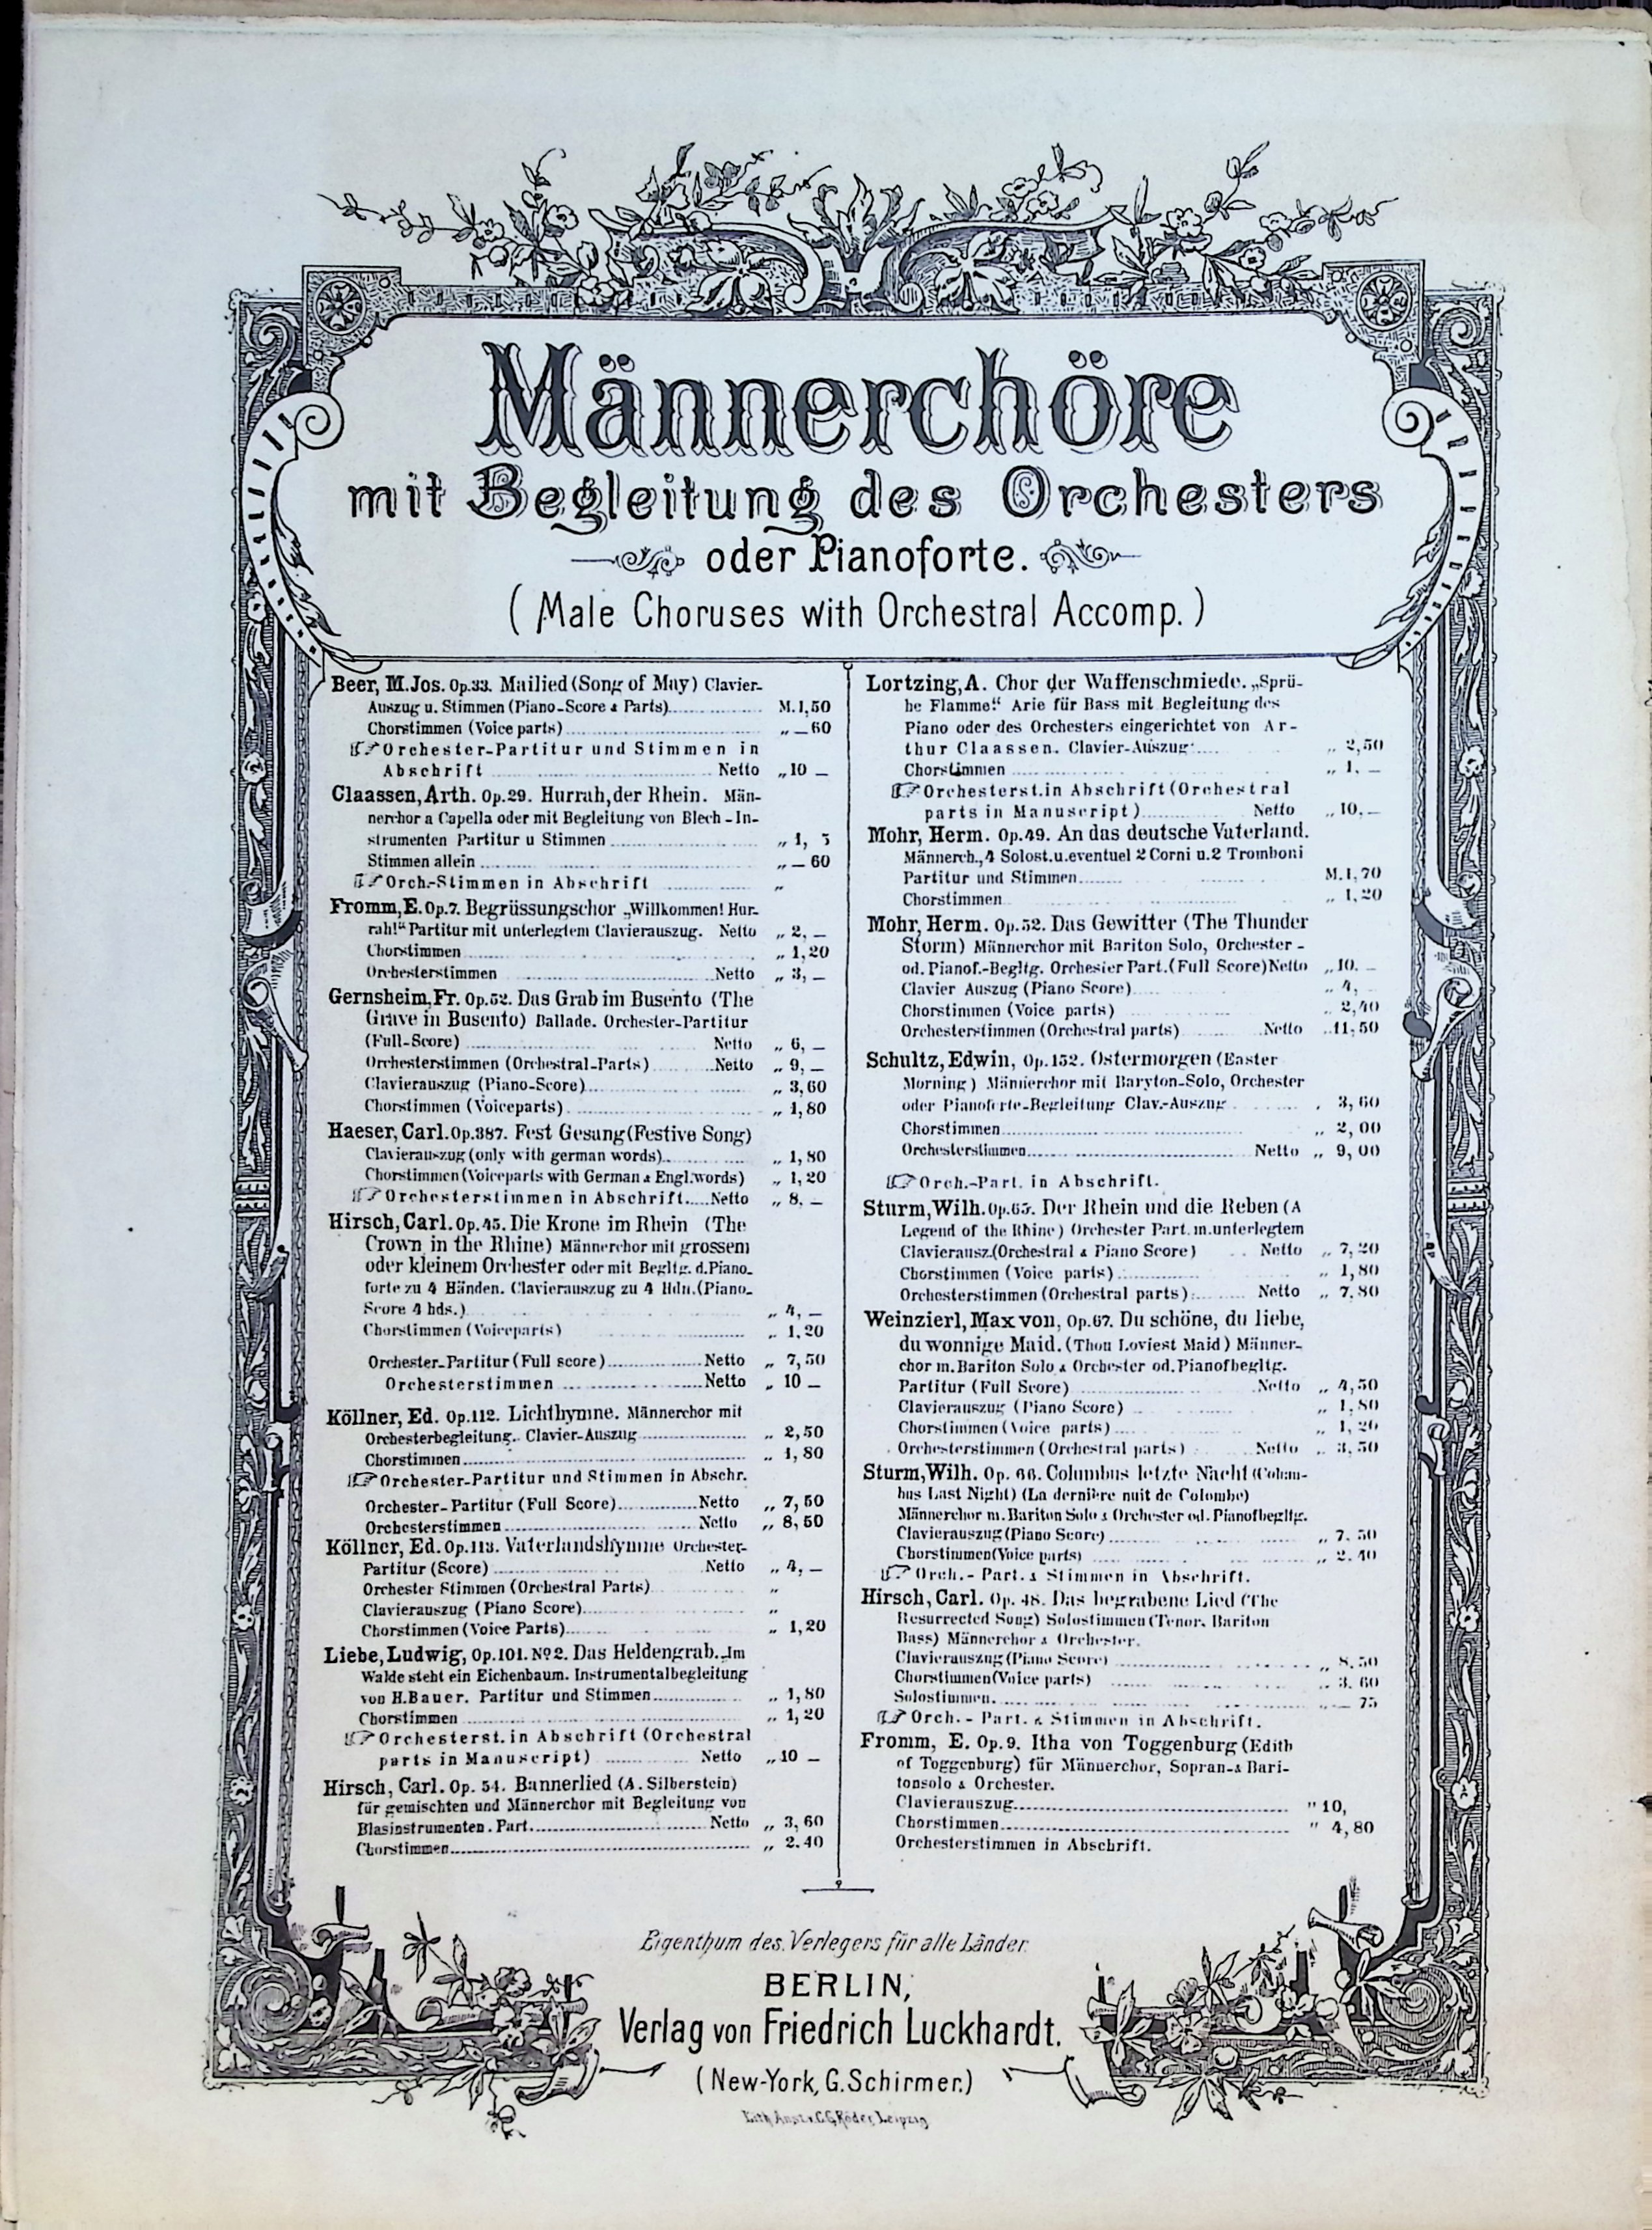 Männerchöre
mit Begleitung des Orchesters
oder Pianoforte.
( Male Choruses with Orchestral Accomp. )
Beer, M. Jos. Op. 33. Mailied (Song of May) Clavier-
Auszug u. Stimmen (Piano-Score & Parts) M. 1,50
Chorstimmen (Voice parts) „ — 60
☞ Orchester-Partitur und Stimmen in
Abschrift Netto „ 10 —
Claassen, Arth. Op. 29. Hurrah, der Rhein. Män-
nerchor a Capella oder mit Begleitung von Blech-In-
strumenten Partitur u Stimmen „ 1,
Stimmen allein „ — 60
☞ Orch.-Stimmen in Abschrift „
Fromm, E. Op. 7. Begrüssungschor „Willkommen! Hur-
rah!“ Partitur mit unterlegtem Clavierauszug. Netto „ 2, —
Chorstimmen „ 1,20
Orchesterstimmen Netto „ 3, —
Gernsheim, Fr. Op. 52. Das Grab im Busento (The
Grave in Busento) Ballade. Orchester-Partitur
(Full-Score) Netto „ 6, —
Orchesterstimmen (Orchestral-Parts) Netto „ 9, —
Clavierauszug (Piano-Score) „ 3,60
Chorstimmen (Voiceparts) „ 1,80
Haeser, Carl. Op. 387. Fest Gesang (Festive Song)
Clavierauszug (only with german words) „ 1,80
Chorstimmen (Voiceparts with German & Engl. words) „ 1,20
☞ Orchesterstimmen in Abschrift. Netto „ 8, —
Hirsch, Carl. Op. 45. Die Krone im Rhein (The
Crown in the Rhine) Männerchor mit grossem
oder kleinem Orchester oder mit Begltg. d. Piano-
forte zu 4 Händen. Clavierauszug zu 4 Hdn. (Piano-
Score 4 hds.) „ 4, —
Chorstimmen (Voiceparts) „ 1,20
Orchester-Partitur (Full score) Netto „ 7,50
Orchesterstimmen Netto „ 10 —
Köllner, Ed. Op. 112. Lichthymne. Männerchor mit
Orchesterbegleitung. Clavier-Auszug „ 2,50
Chorstimmen „ 1,80
☞ Orchester-Partitur und Stimmen in Abschr.
Orchester-Partitur (Full Score) Netto „ 7,50
Orchesterstimmen Netto „ 8,50
Köllner, Ed. Op. 113. Vaterlandshymne Orchester-
Partitur (Score) Netto „ 4, —
Orchester Stimmen (Orchestral Parts) „
Clavierauszug (Piano Score) „
Chorstimmen (Voice Parts) „ 1,20
Liebe, Ludwig, Op. 101. No 2. Das Heldengrab. „Im
Walde steht ein Eichenbaum. Instrumentalbegleitung
von H. Bauer. Partitur und Stimmen „ 1,80
Chorstimmen „ 1,20
☞ Orchesterst. in Abschrift (Orchestral
parts in Manuscript) Netto „ 10 —
Hirsch, Carl. Op. 54. Bannerlied (A. Silberstein)
für gemischten und Männerchor mit Begleitung von
Blasinstrumenten. Part. Netto „ 3,60
Chorstimmen „ 2.40
Lortzing, A. Chor der Waffenschmiede. „Sprü-
he Flamme!“ Arie für Bass mit Begleitung des
Piano oder des Orchesters eingerichtet von Ar-
thur Claassen. Clavier-Auszug „ 2,50
Chorstimmen „ 1. —
☞ Orchesterst. in Abschrift (Orchestral
parts in Manuscript) Netto „ 10, —
Mohr, Herm. Op. 49. An das deutsche Vaterland.
Männerch., 4 Solost. u. eventuel 2 Corni u. 2 Tromboni
Partitur und Stimmen M. 1,70
Chorstimmen „ 1,20
Mohr, Herm. Op. 52. Das Gewitter (The Thunder
Storm) Männerchor mit Bariton Solo, Orchester-
od. Pianof.-Begltg. Orchester Part. (Full Score) Netto „ 10. —
Clavier Auszug (Piano Score) „ 4, —
Chorstimmen (Voice parts) „ 2,40
Orchesterstimmen (Orchestral parts) Netto „ 11,50
Schultz, Edwin, Op. 152. Ostermorgen (Easter
Morning) Männerchor mit Baryton-Solo, Orchester
oder Pianoforte-Begleitung Clav.-Auszug „ 3,60
Chorstimmen „ 2,00
Orchesterstimmen Netto „ 9,00
☞ Orch.-Part. in Abschrift.
Sturm, Wilh. Op. 65. Der Rhein und die Reben (A
Legend of the Rhine) Orchester Part. m. unterlegtem
Clavierausz. (Orchestral & Piano Score) Netto „ 7,20
Chorstimmen (Voice parts) „ 1,80
Orchesterstimmen (Orchestral parts) Netto „ 7.80
Weinzierl, Max von, Op. 67. Du schöne, du liebe,
du wonnige Maid. (Thou Loviest Maid) Männer-
chor m. Bariton Solo & Orchester od. Pianofbegltg.
Partitur (Full Score) Netto „ 4,50
Clavierauszug (Piano Score) „ 1,80
Chorstimmen (Voice parts) „ 1,20
Orchesterstimmen (Orchestral parts) Netto „ 3,50
Sturm, Wilh. Op. 66. Columbus letzte Nacht (Colum-
bus Last Night) (La dernière nuit de Colombe)
Männerchor m. Bariton Solo & Orchester od. Pianofbegltg.
Clavierauszug (Piano Score) „ 7.50
Chorstimmen (Voice parts) „ 2.40
☞ Orch.-Part. & Stimmen in Abschrift.
Hirsch, Carl. Op. 48. Das begrabene Lied (The
Resurrected Song) Solostimmen (Tenor. Bariton
Bass) Männerchor & Orchester.
Clavierauszug (Piano Score) „ 8.50
Chorstimmen (Voice parts) „ 3.60
Solostimmen. „ — 75
☞ Orch.-Part. & Stimmen in Abschrift.
Fromm, E. Op. 9. Itha von Toggenburg (Edith
of Toggenburg) für Männerchor, Sopran- & Bari-
tonsolo & Orchester.
Clavierauszug " 10,
Chorstimmen " 4,80
Orchesterstimmen in Abschrift.
Eigenthum des Verlegers für alle Länder.
BERLIN,
Verlag von Friedrich Luckhardt.
(New-York, G. Schirmer.)
Lith. Anst. v. C. G. Röder, Leipzig